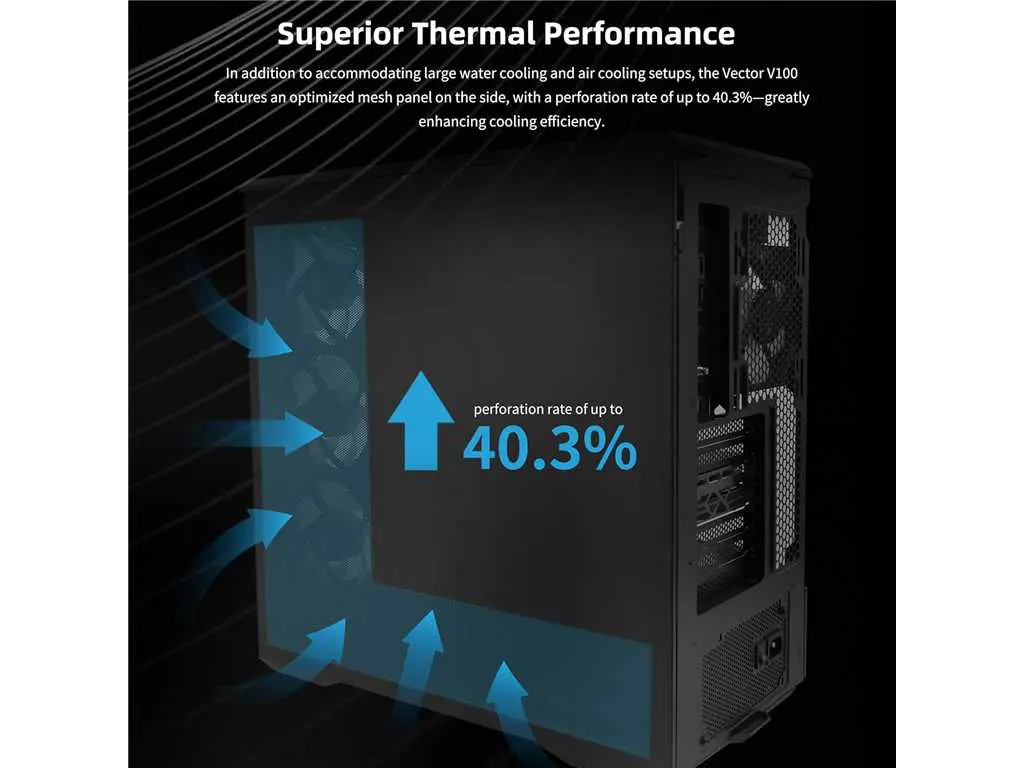 Superior Thermal Performance
In addition to accommodating large water cooling and air cooling setups, the Vector V100
features an optimized mesh panel on the side, with a perforation rate of up to 40.3%—greatly
enhancing cooling efficiency.
perforation rate of up to
40.3%